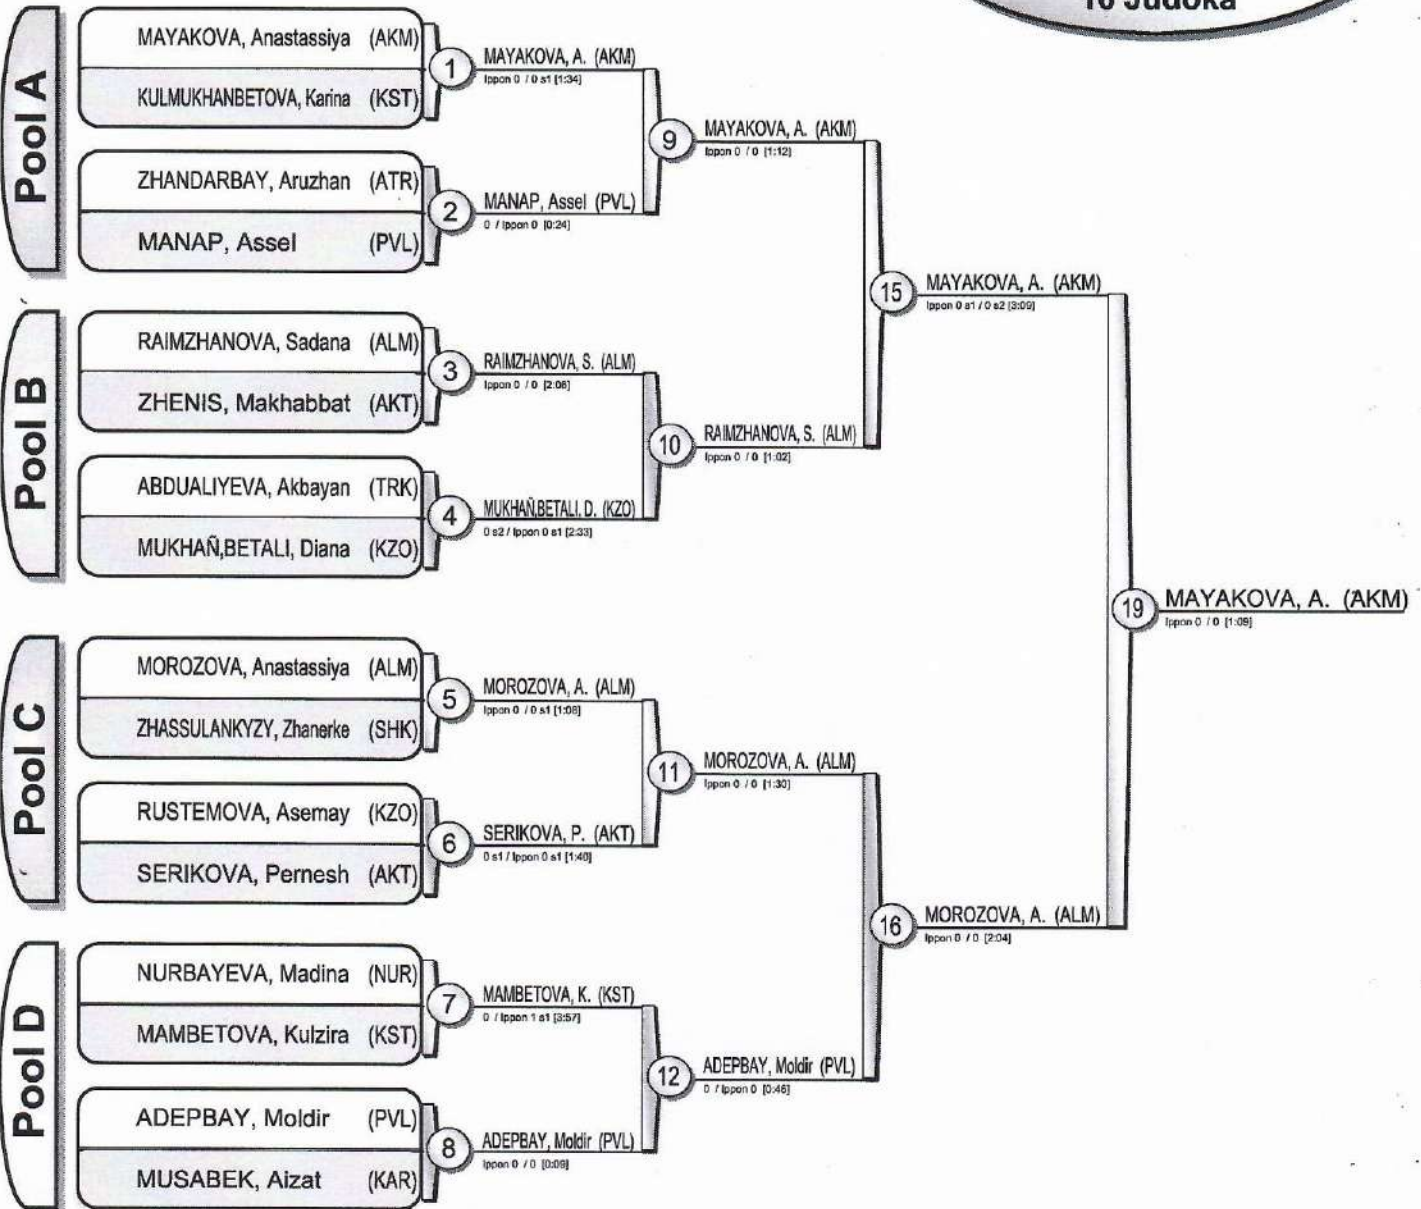 16 Judoka
Pool A
MAYAKOVA, Anastassiya (AKM)
KULMUKHANBETOVA, Karina (KST)
1
MAYAKOVA, A. (AKM)
Ippon 0 / 0 s1 [1:34]
ZHANDARBAY, Aruzhan (ATR)
MANAP, Assel (PVL)
2
MANAP, Assel (PVL)
0 / Ippon 0 [0:24]
9
MAYAKOVA, A. (AKM)
Ippon 0 / 0 [1:12]
Pool B
RAIMZHANOVA, Sadana (ALM)
ZHENIS, Makhabbat (AKT)
3
RAIMZHANOVA, S. (ALM)
Ippon 0 / 0 [2:06]
ABDUALIYEVA, Akbayan (TRK)
MUKHAÑ,BETALI, Diana (KZO)
4
MUKHAÑ,BETALI, D. (KZO)
0 s2 / Ippon 0 s1 [2:33]
10
RAIMZHANOVA, S. (ALM)
Ippon 0 / 0 [1:02]
15
MAYAKOVA, A. (AKM)
Ippon 0 s1 / 0 s2 [3:09]
Pool C
MOROZOVA, Anastassiya (ALM)
ZHASSULANKYZY, Zhanerke (SHK)
5
MOROZOVA, A. (ALM)
Ippon 0 / 0 s1 [1:08]
RUSTEMOVA, Asemay (KZO)
SERIKOVA, Pernesh (AKT)
6
SERIKOVA, P. (AKT)
0 s1 / Ippon 0 s1 [1:40]
11
MOROZOVA, A. (ALM)
Ippon 0 / 0 [1:30]
Pool D
NURBAYEVA, Madina (NUR)
MAMBETOVA, Kulzira (KST)
7
MAMBETOVA, K. (KST)
0 / Ippon 1 s1 [3:57]
ADEPBAY, Moldir (PVL)
MUSABEK, Aizat (KAR)
8
ADEPBAY, Moldir (PVL)
Ippon 0 / 0 [0:09]
12
ADEPBAY, Moldir (PVL)
0 / Ippon 0 [0:46]
16
MOROZOVA, A. (ALM)
Ippon 0 / 0 [2:04]
19
MAYAKOVA, A. (AKM)
Ippon 0 / 0 [1:09]